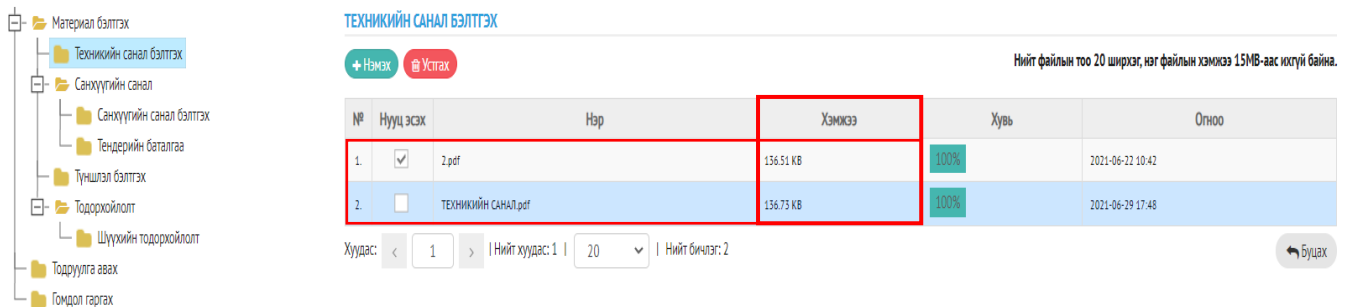 Материал бэлтгэх
Техникийн санал бэлтгэх
Санхүүгийн санал
Санхүүгийн санал бэлтгэх
Тендерийн баталгаа
Түншлэл бэлтгэх
Тодорхойлолт
Шүүхийн тодорхойлолт
Тодруулга авах
Гомдол гаргах
ТЕХНИКИЙН САНАЛ БЭЛТГЭХ
+ Нэмэх Устгах
Нийт файлын тоо 20 ширхэг, нэг файлын хэмжээ 15MB-аас ихгүй байна.
№ Нууц эсэх Нэр Хэмжээ Хувь Огноо
1. 2.pdf 136.51 KB 100% 2021-06-22 10:42
2. ТЕХНИКИЙН САНАЛ.pdf 136.73 KB 100% 2021-06-29 17:48
Хуудас: < 1 > | Нийт хуудас: 1 | 20 | Нийт бичлэг: 2
Буцах